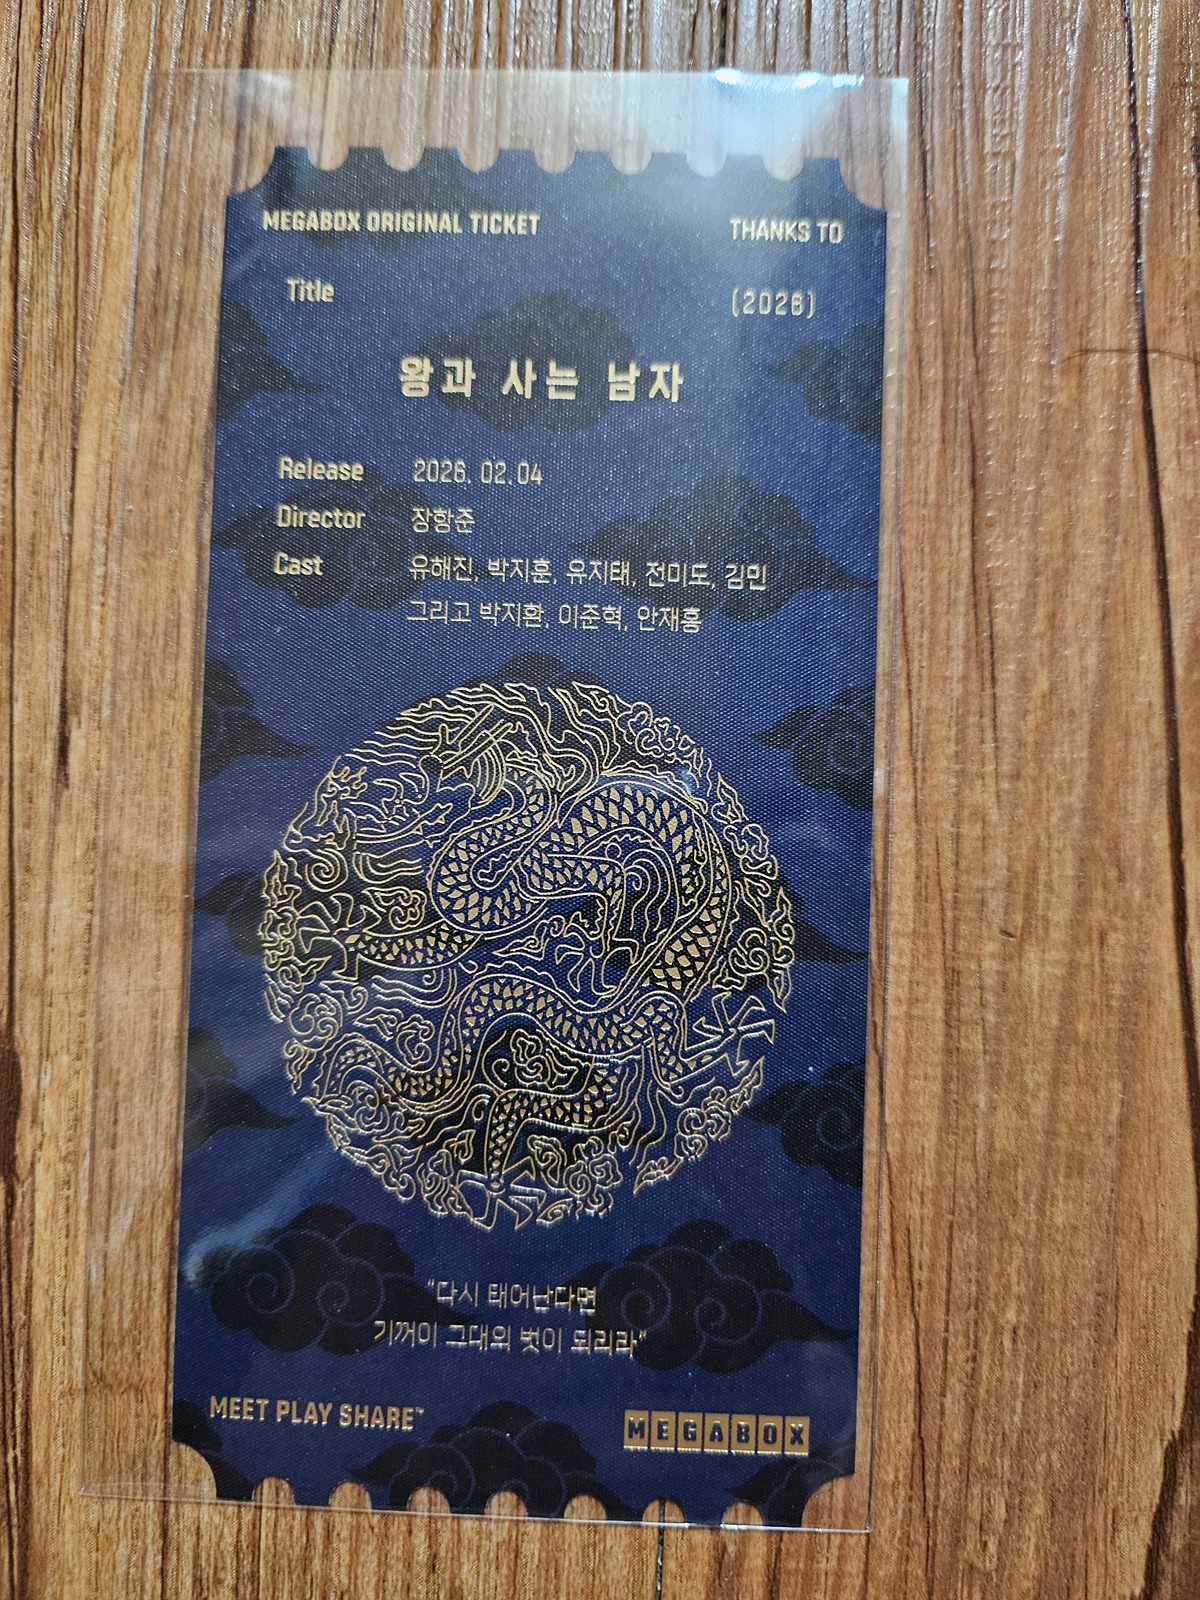 MEGABOX ORIGINAL TICKET
THANKS TO
Title
(2026)
왕과 사는 남자
Release 2026. 02. 04
Director 장항준
Cast 유해진, 박지훈, 유지태, 전미도, 김민
그리고 박지환, 이준혁, 안재홍
"다시 태어난다면
기꺼이 그대의 벗이 되리라"
MEET PLAY SHARE™
MEGABOX